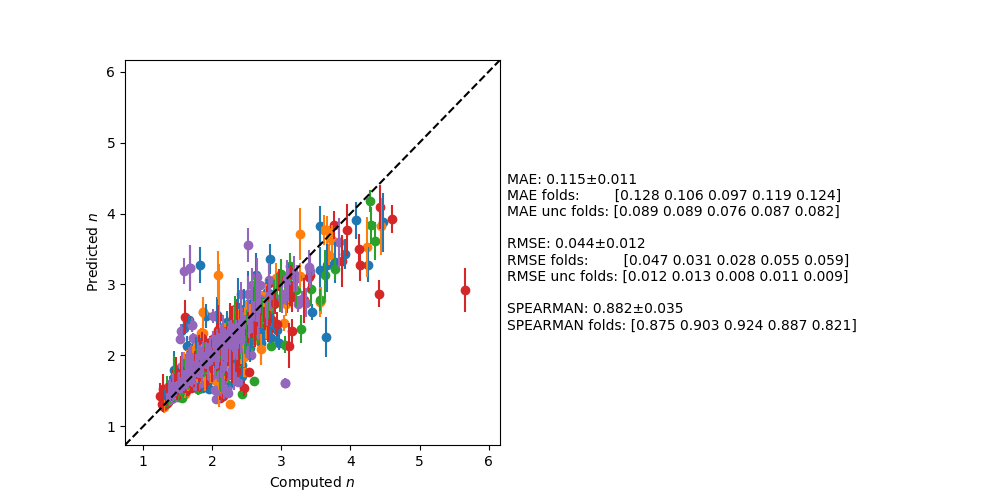 6
5
4
3
2
1
Predicted n
1 2 3 4 5 6
Computed n
MAE: 0.115±0.011
MAE folds: [0.128 0.106 0.097 0.119 0.124]
MAE unc folds: [0.089 0.089 0.076 0.087 0.082]
RMSE: 0.044±0.012
RMSE folds: [0.047 0.031 0.028 0.055 0.059]
RMSE unc folds: [0.012 0.013 0.008 0.011 0.009]
SPEARMAN: 0.882±0.035
SPEARMAN folds: [0.875 0.903 0.924 0.887 0.821]